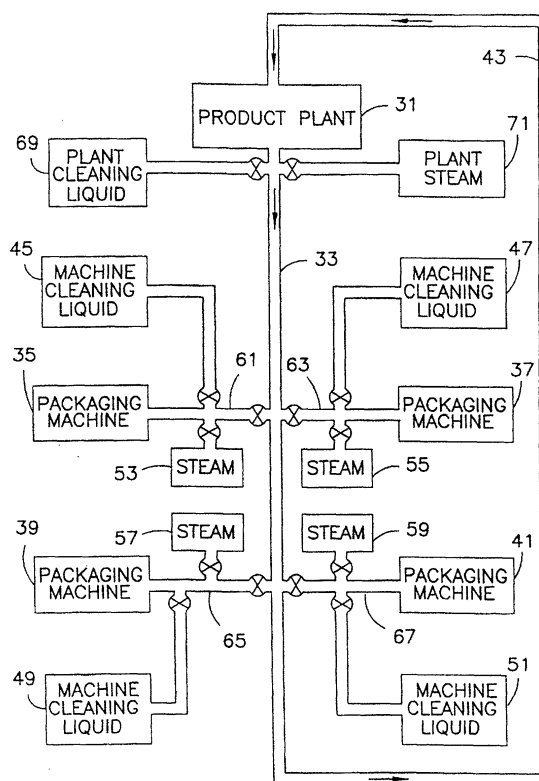 43
PRODUCT PLANT
31
69
PLANT
CLEANING
LIQUID
71
PLANT
STEAM
45
MACHINE
CLEANING
LIQUID
33
47
MACHINE
CLEANING
LIQUID
35
PACKAGING
MACHINE
61
63
37
PACKAGING
MACHINE
53
STEAM
STEAM
55
57
STEAM
STEAM
59
39
PACKAGING
MACHINE
65
67
41
PACKAGING
MACHINE
49
MACHINE
CLEANING
LIQUID
51
MACHINE
CLEANING
LIQUID